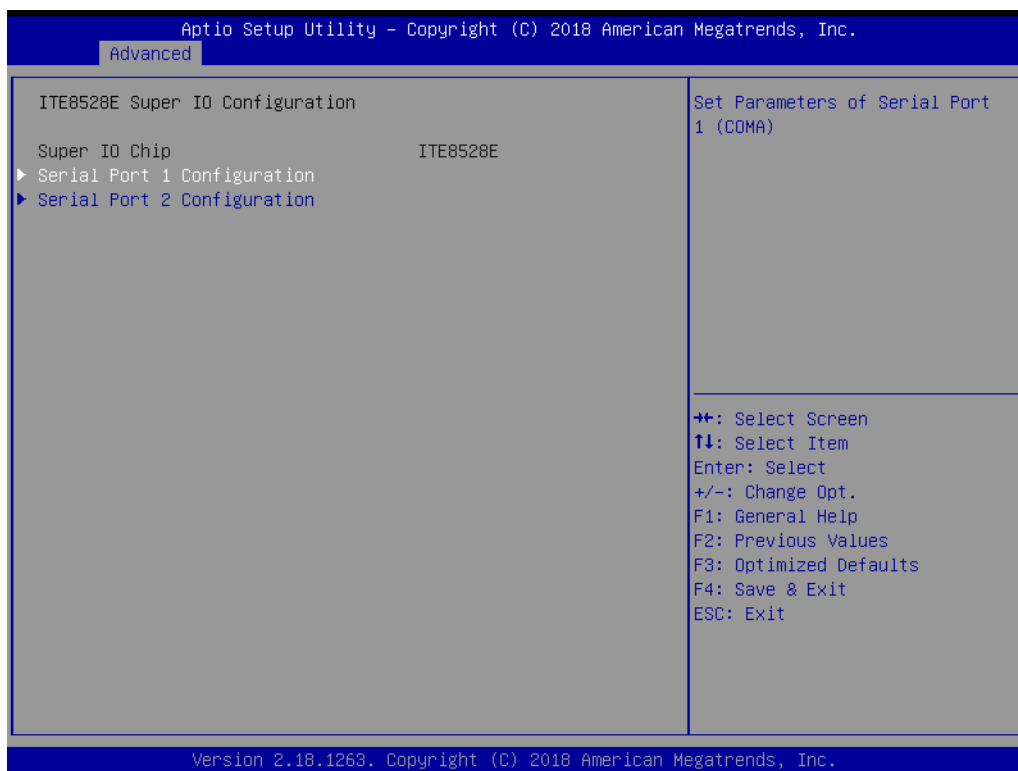 Aptio Setup Utility – Copyright (C) 2018 American Megatrends, Inc.
Advanced
ITE8528E Super IO Configuration
Super IO Chip ITE8528E
Serial Port 1 Configuration
Serial Port 2 Configuration
Set Parameters of Serial Port
1 (COMA)
→←: Select Screen
↑↓: Select Item
Enter: Select
+/-: Change Opt.
F1: General Help
F2: Previous Values
F3: Optimized Defaults
F4: Save & Exit
ESC: Exit
Version 2.18.1263. Copyright (C) 2018 American Megatrends, Inc.